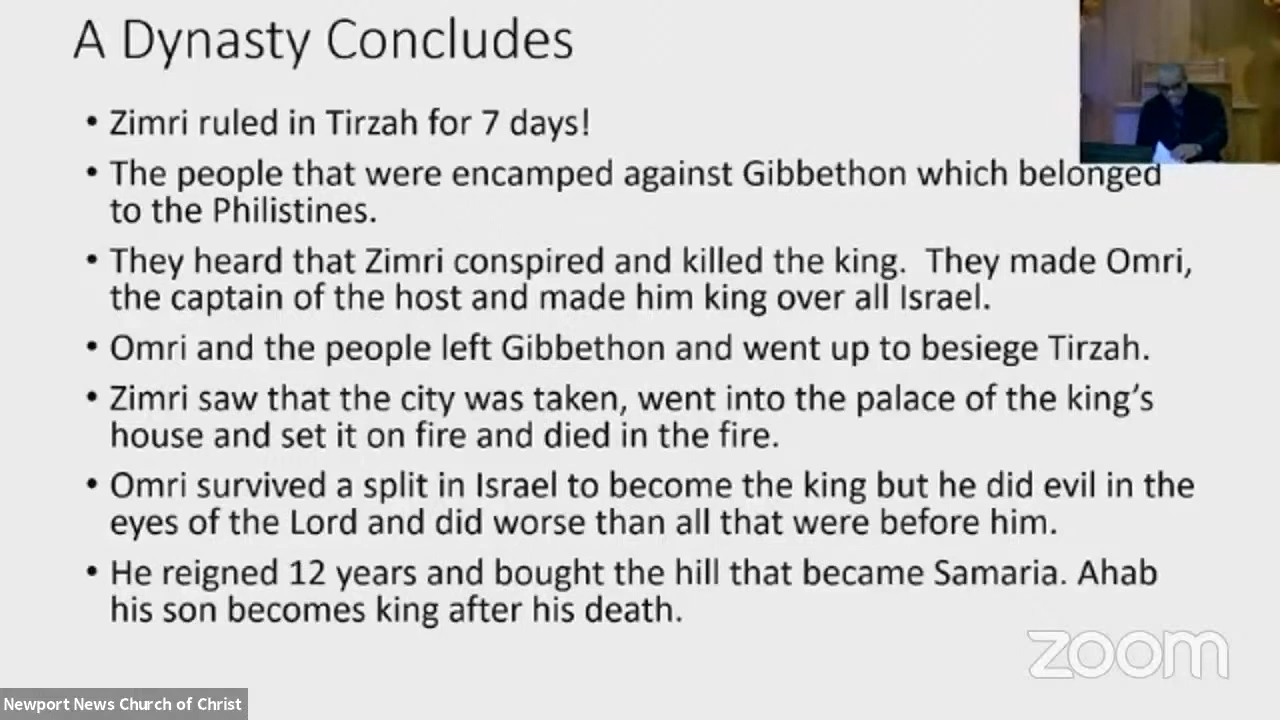 A Dynasty Concludes
• Zimri ruled in Tirzah for 7 days!
• The people that were encamped against Gibbethon which belonged
to the Philistines.
• They heard that Zimri conspired and killed the king.  They made Omri,
the captain of the host and made him king over all Israel.
• Omri and the people left Gibbethon and went up to besiege Tirzah.
• Zimri saw that the city was taken, went into the palace of the king’s
house and set it on fire and died in the fire.
• Omri survived a split in Israel to become the king but he did evil in the
eyes of the Lord and did worse than all that were before him.
• He reigned 12 years and bought the hill that became Samaria. Ahab
his son becomes king after his death.
zoom
Newport News Church of Christ